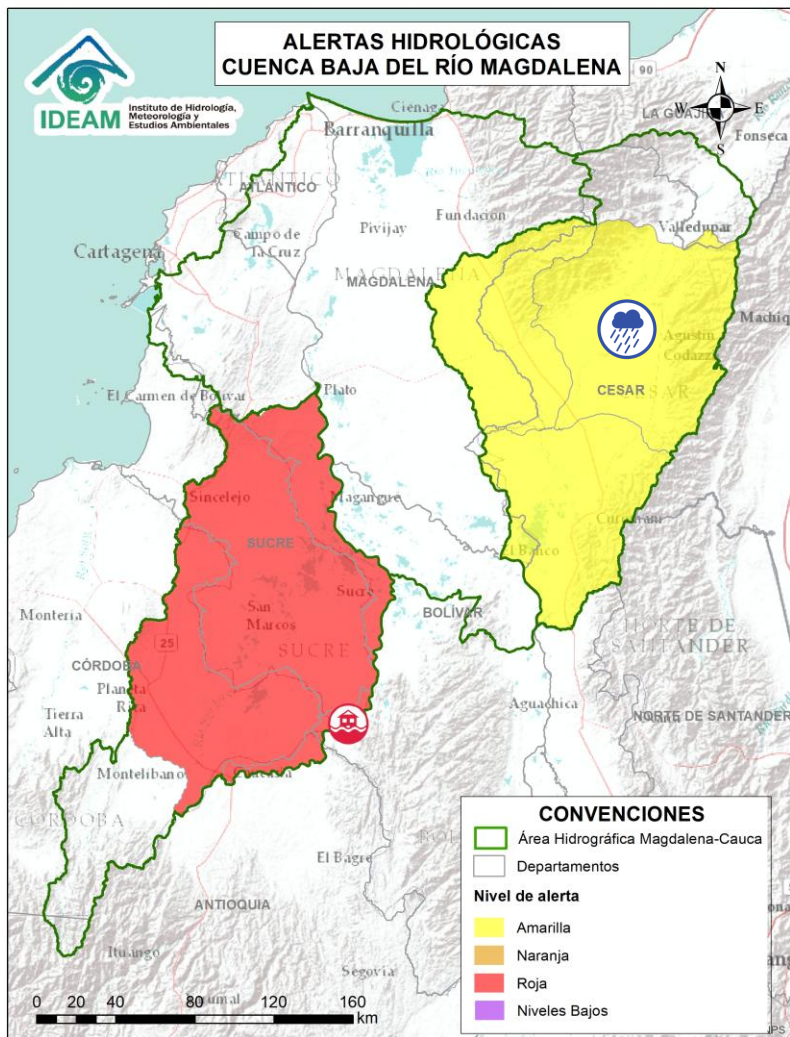 ALERTAS HIDROLÓGICAS
CUENCA BAJA DEL RÍO MAGDALENA
IDEAM
Instituto de Hidrología,
Meteorología y
Estudios Ambientales
N
W E
S
90
LA GUAJIRA
Fonseca
Ciénaga
Barranquilla
ATLÁNTICO
Valledupar
Fundación
Pivijay
Campo de
la Cruz
Cartagena
MAGDALENA
MAGDALENA
Machiq
Agustín
Codazzi
CESAR
El Carmen de Bolívar
Plato
Sincelejo
Magangué
SUCRE
El Banco
Sucre
San
Marcos
SUCRE
BOLÍVAR
Montería
25
CÓRDOBA
Planeta
Rica
Tierra
Alta
NORTE DE
SANTANDER
Aguachica
NORTE DE SANTANDER
Montelíbano
CÓRDOBA
El Bagre
ANTIOQUIA
Ituango
Segovia
CONVENCIONES
Área Hidrográfica Magdalena-Cauca
Departamentos
Nivel de alerta
Amarilla
Naranja
Roja
Niveles Bajos
0 20 40 80 120 160
km